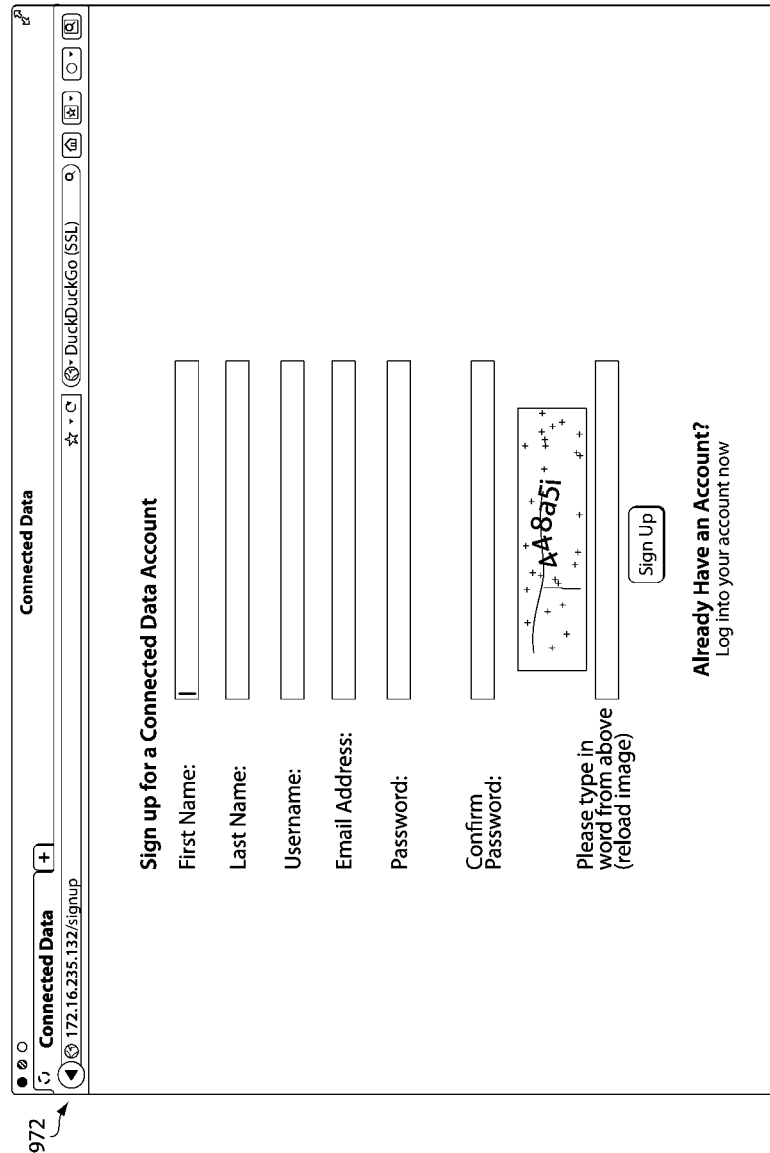 972
Connected Data
Connected Data +
172.16.235.132/signup DuckDuckGo (SSL)
Sign up for a Connected Data Account
First Name:
Last Name:
Username:
Email Address:
Password:
Confirm
Password:
448a5i
Please type in
word from above
(reload image)
Sign Up
Already Have an Account?
Log into your account now